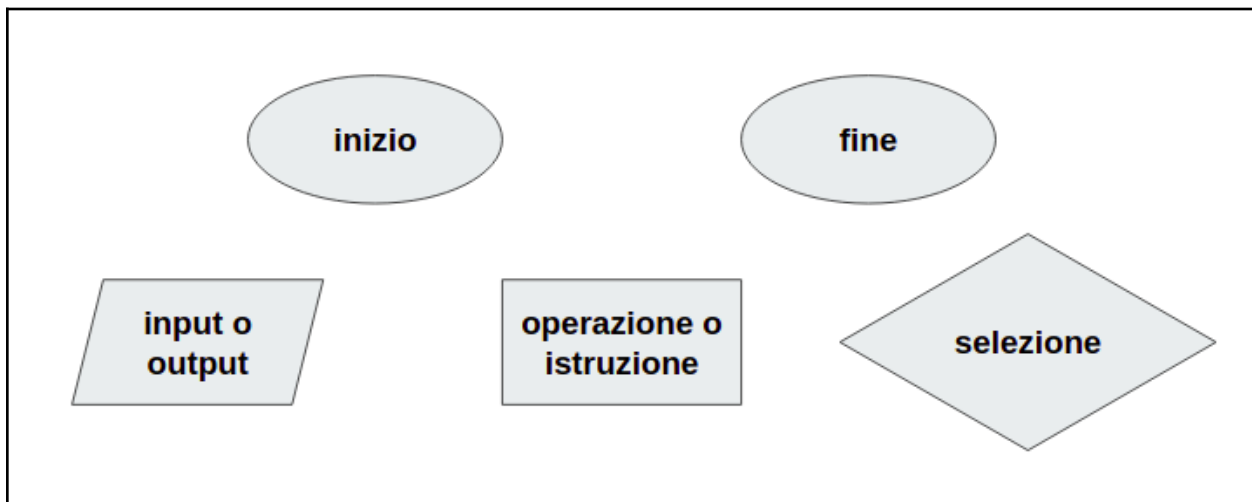 inizio
fine
input o
output
operazione o
istruzione
selezione